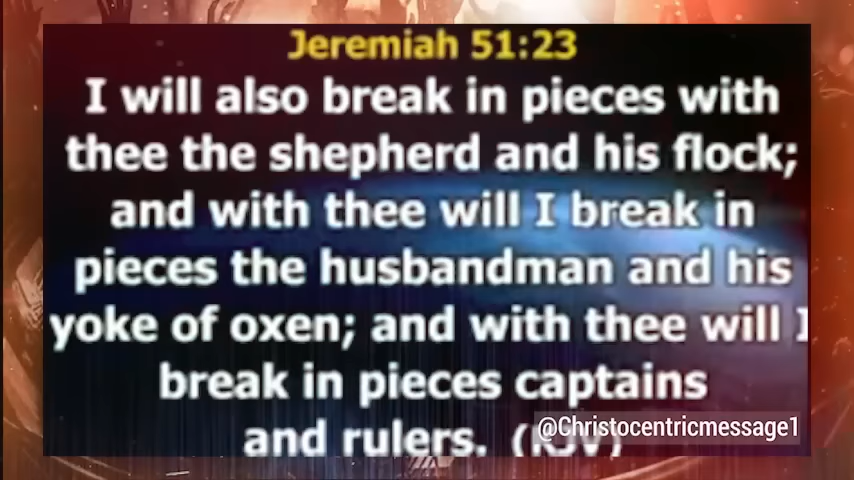 Jeremiah 51:23
I will also break in pieces with
thee the shepherd and his flock;
and with thee will I break in
pieces the husbandman and his
yoke of oxen; and with thee will I
break in pieces captains
and rulers. (KJV)
@Christocentricmessage1